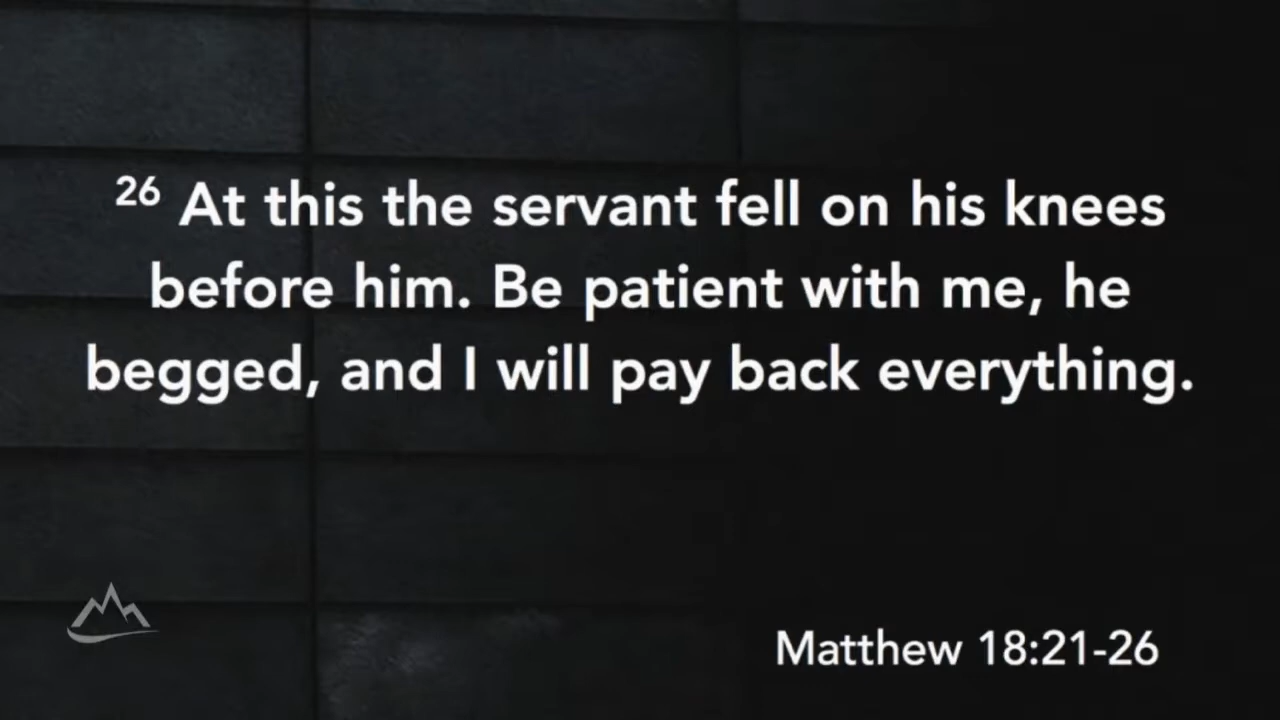 26 At this the servant fell on his knees
before him. Be patient with me, he
begged, and I will pay back everything.
Matthew 18:21-26